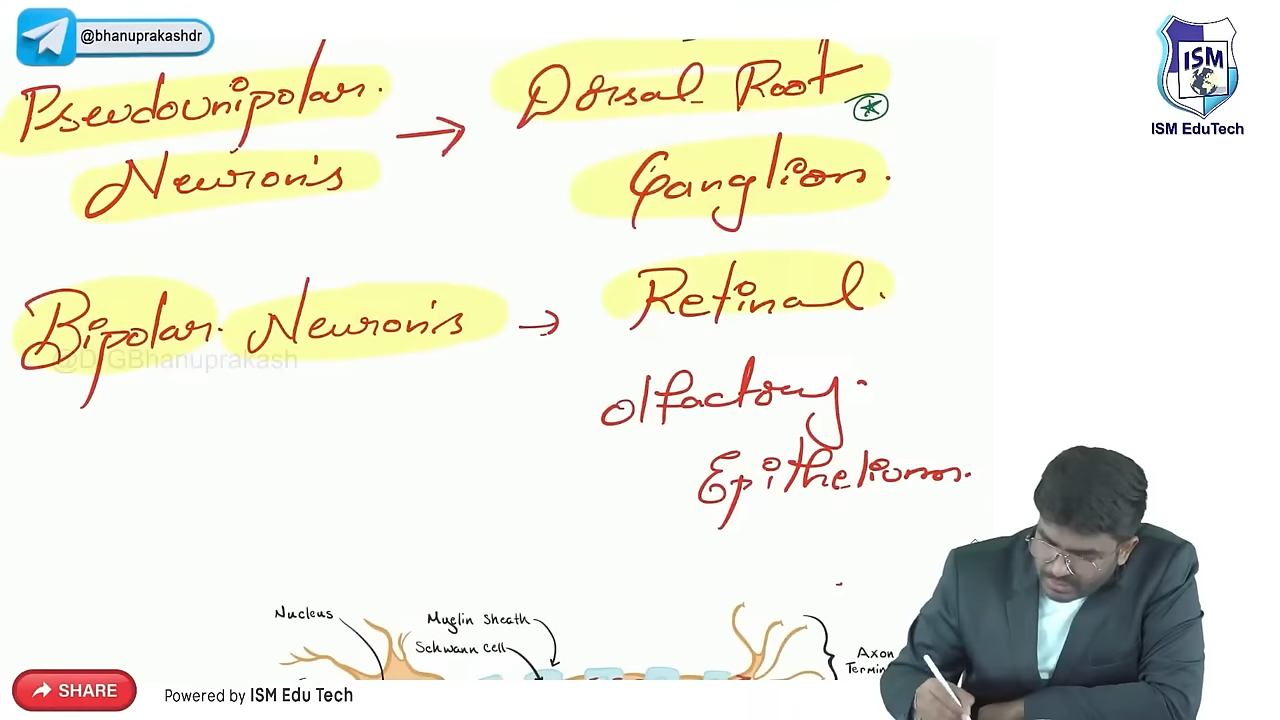 @bhanuprakashdr
ISM
ISM EduTech
Pseudounipolar.
Neuron's
→ Dorsal Root
Ganglion.
Bipolar. Neuron's → Retinal.
olfactory.
Epithelium.
@DrGBhanuprakash
Nucleus
Myelin Sheath
Schwann Cell
Axon
SHARE
Powered by ISM Edu Tech